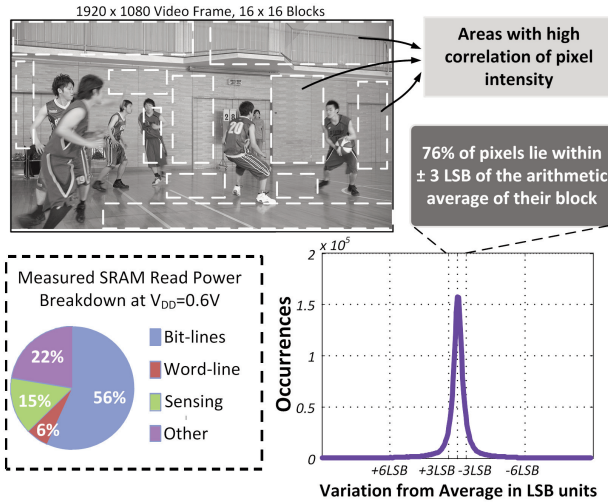 1920 x 1080 Video Frame, 16 x 16 Blocks
Areas with high
correlation of pixel
intensity
20
76% of pixels lie within
± 3 LSB of the arithmetic
average of their block
Measured SRAM Read Power
Breakdown at VDD=0.6V
22%
15%
6%
56%
Bit-lines
Word-line
Sensing
Other
2 x 10^5
1.5
1
0.5
0
Occurrences
+6LSB +3LSB -3LSB -6LSB
Variation from Average in LSB units